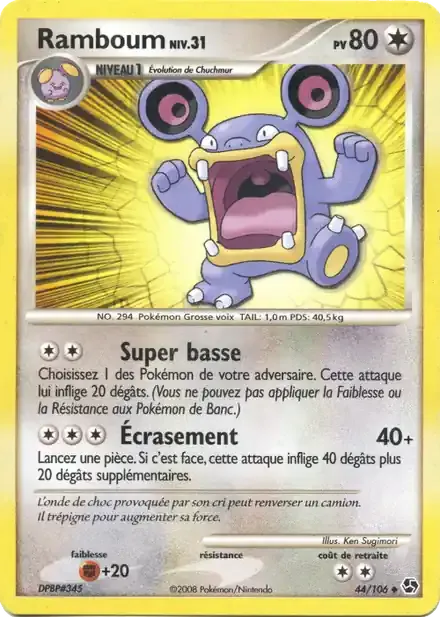 Ramboum NIV.31 PV 80
NIVEAU 1 Évolution de Chuchmur
NO. 294 Pokémon Grosse voix TAIL: 1,0 m PDS: 40,5 kg
Super basse
Choisissez 1 des Pokémon de votre adversaire. Cette attaque
lui inflige 20 dégâts. (Vous ne pouvez pas appliquer la Faiblesse ou
la Résistance aux Pokémon de Banc.)
Écrasement 40+
Lancez une pièce. Si c'est face, cette attaque inflige 40 dégâts plus
20 dégâts supplémentaires.
L'onde de choc provoquée par son cri peut renverser un camion.
Il trépigne pour augmenter sa force.
Illus. Ken Sugimori
faiblesse résistance coût de retraite
+20
DPBP#345 ©2008 Pokémon/Nintendo 44/106